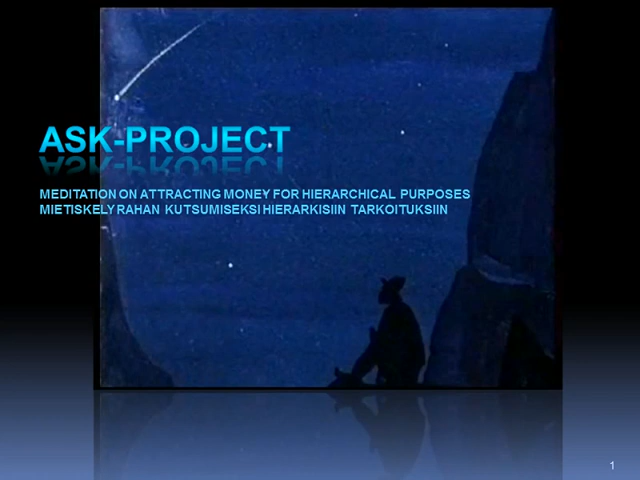 ASK-PROJECT
MEDITATION ON ATTRACTING MONEY FOR HIERARCHICAL PURPOSES
MIETISKELY RAHAN KUTSUMISEKSI HIERARKISIIN TARKOITUKSIIN
1